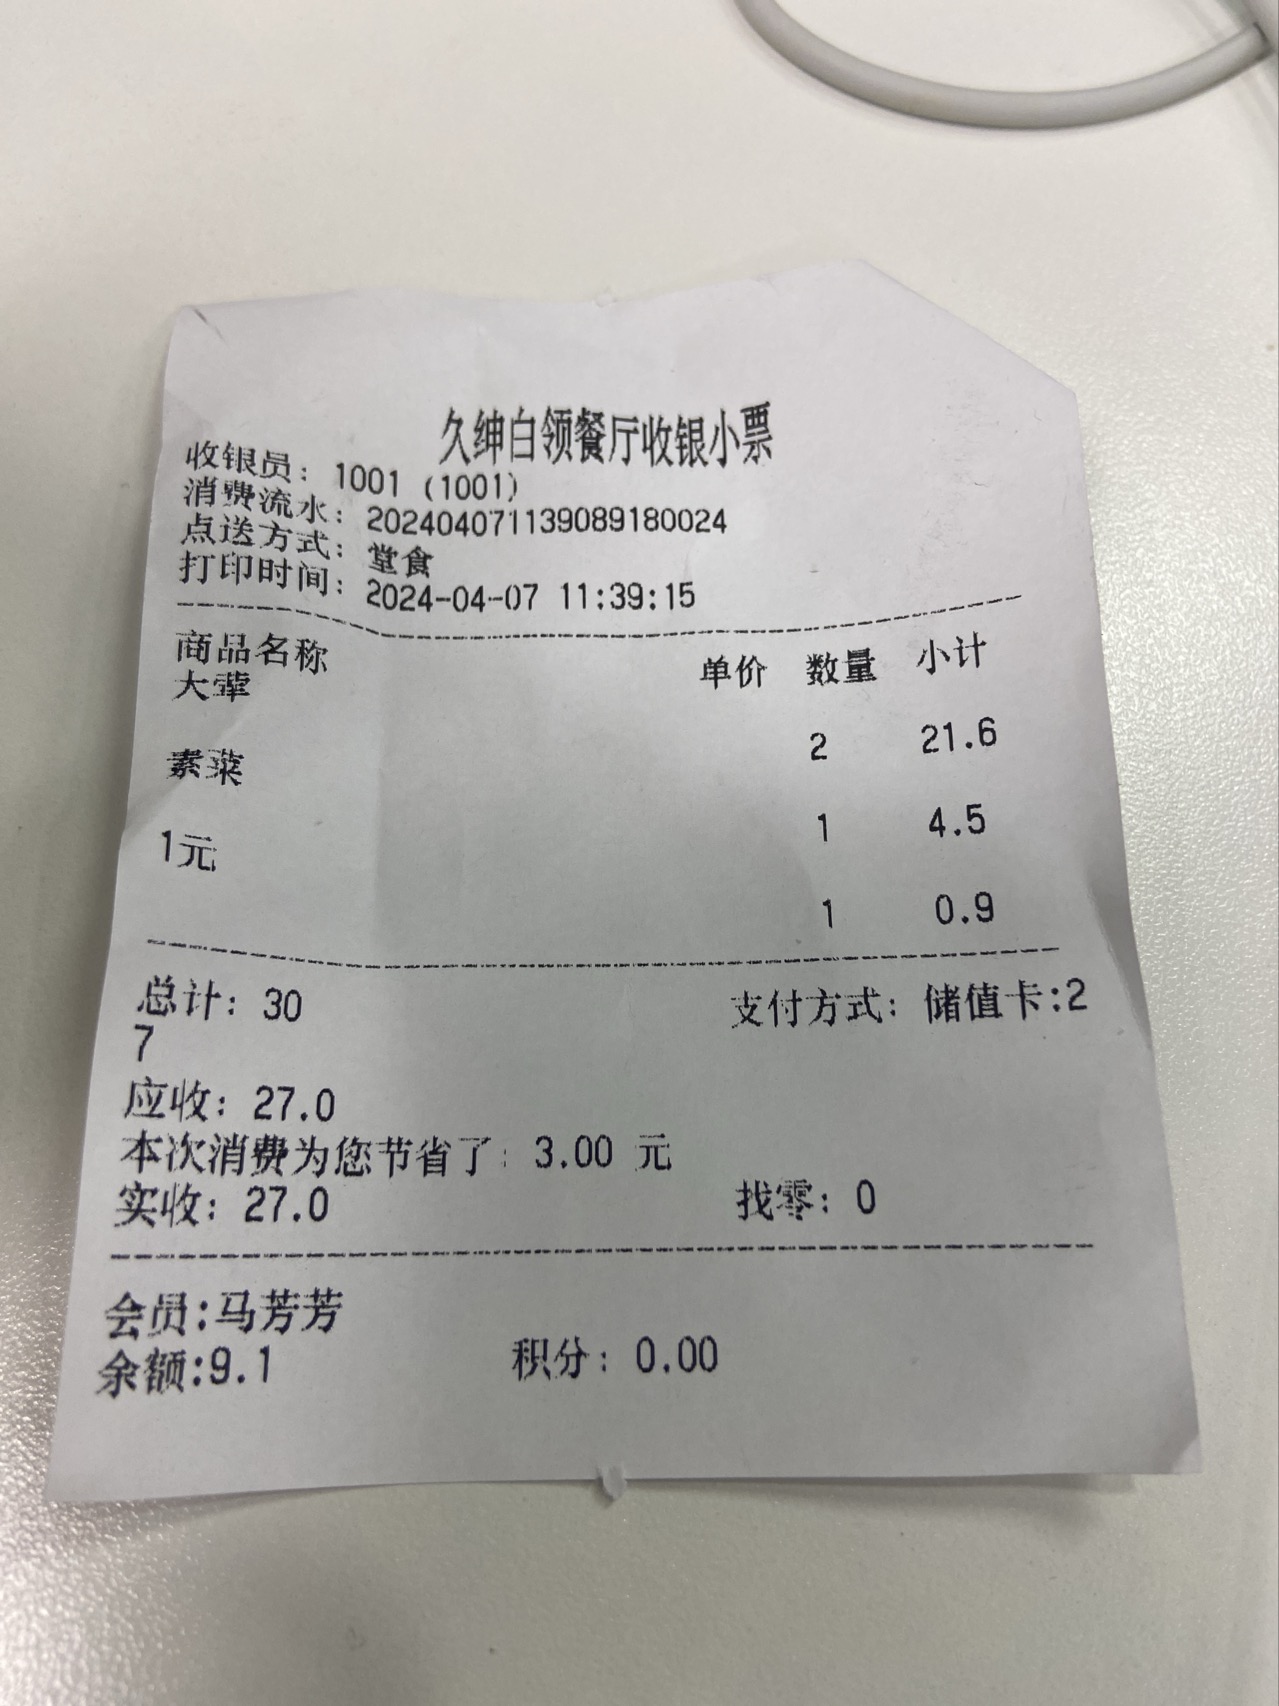 久绅白领餐厅收银小票
收银员: 1001 (1001)
消费流水: 202404071139089180024
点送方式: 堂食
打印时间: 2024-04-07 11:39:15
商品名称 单价 数量 小计
大荤
2 21.6
素菜
1 4.5
1元
1 0.9
总计: 30 支付方式: 储值卡:2
7
应收: 27.0
本次消费为您节省了: 3.00 元
实收: 27.0 找零: 0
会员:马芳芳
余额:9.1 积分: 0.00